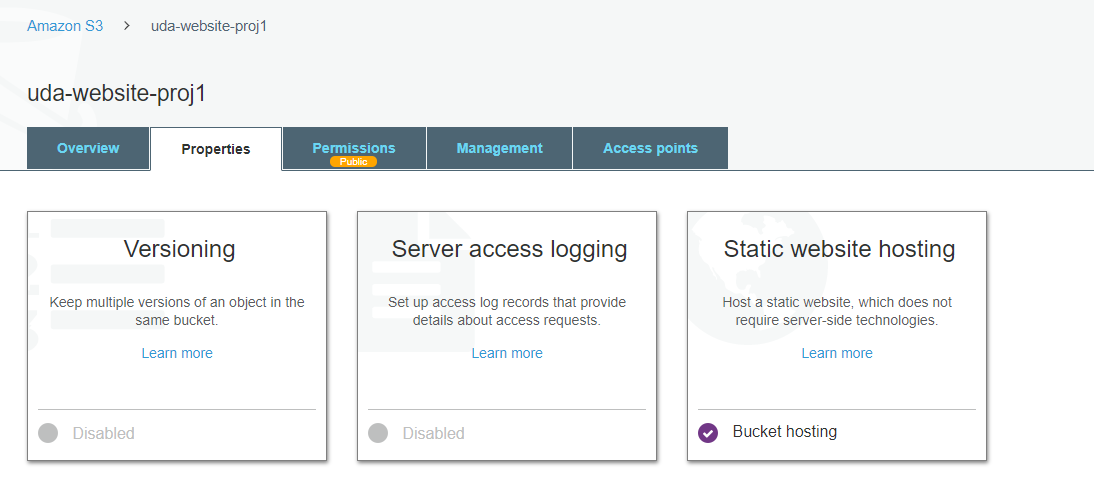 Amazon S3 > uda-website-proj1
uda-website-proj1
Overview Properties Permissions Management Access points
Public
Versioning
Keep multiple versions of an object in the
same bucket.
Learn more
Disabled
Server access logging
Set up access log records that provide
details about access requests.
Learn more
Disabled
Static website hosting
Host a static website, which does not
require server-side technologies.
Learn more
Bucket hosting